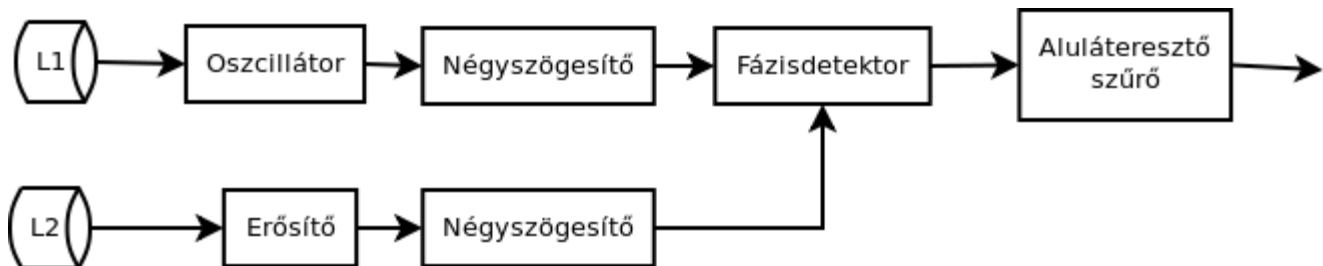 L1
Oszcillátor
Négyszögesítő
Fázisdetektor
Aluláteresztő
szűrő
L2
Erősítő
Négyszögesítő